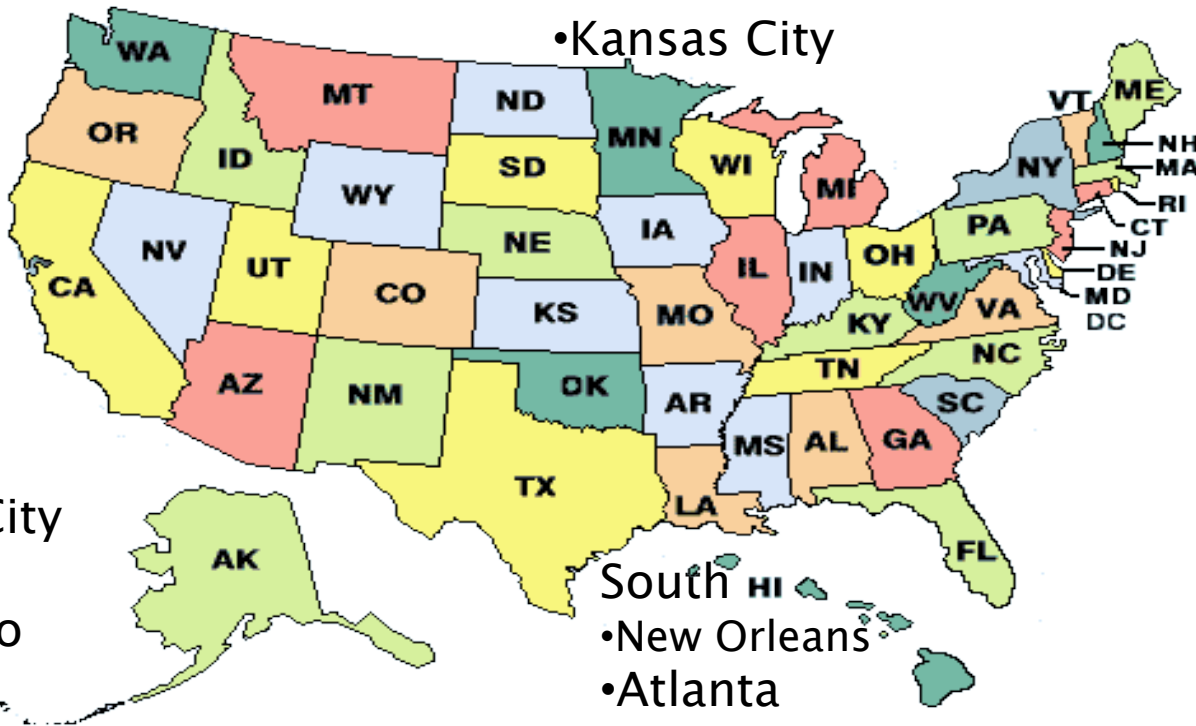 •Kansas City
WA
MT
ND
MN
VT
ME
OR
ID
SD
WI
MI
NY
NH
MA
WY
RI
CT
NV
UT
NE
IA
PA
NJ
CA
CO
IL
IN
OH
DE
KS
MO
WV
VA
MD
KY
DC
AZ
NM
OK
AR
TN
NC
SC
MS
AL
GA
TX
LA
City
AK
FL
South
HI
•New Orleans
•Atlanta
o